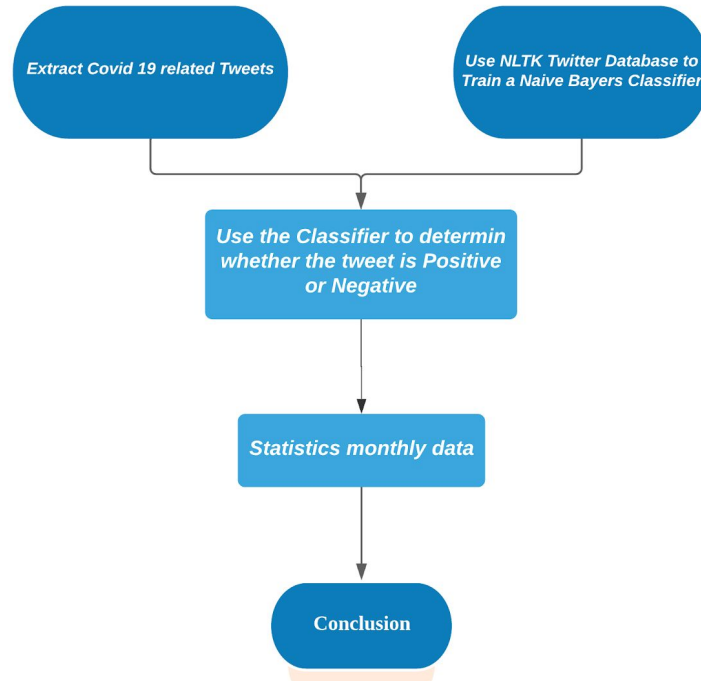 Extract Covid 19 related Tweets
Use NLTK Twitter Database to
Train a Naive Bayers Classifier
Use the Classifier to determin
whether the tweet is Positive
or Negative
Statistics monthly data
Conclusion